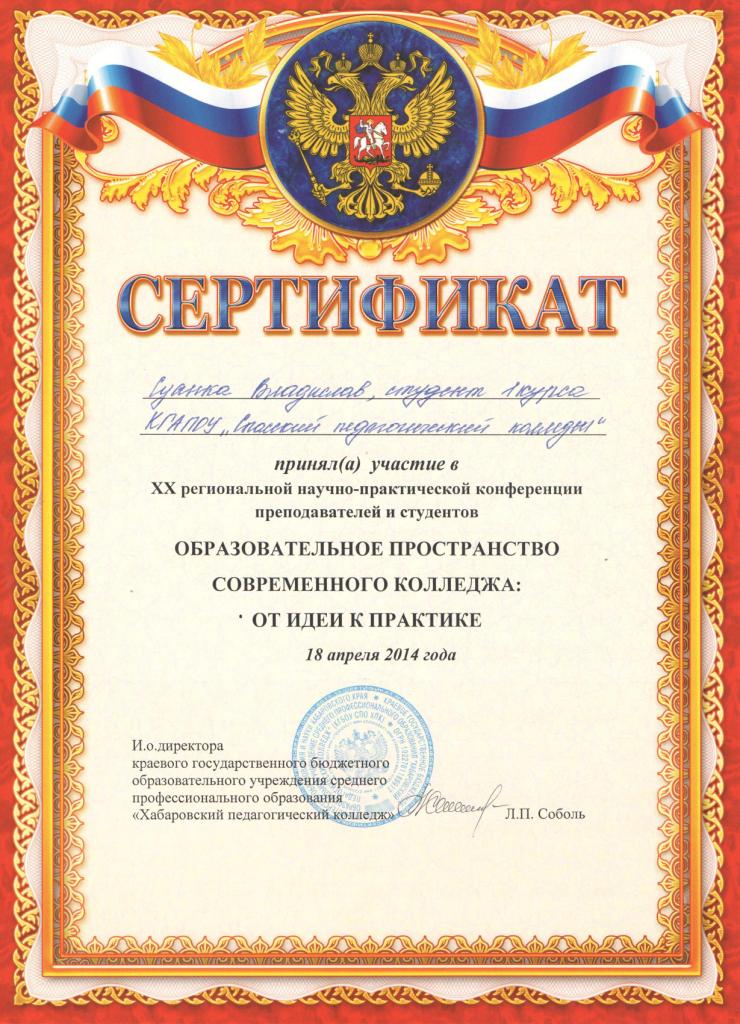 СЕРТИФИКАТ
Владислав, студент 1 курса
КГАПОУ „Спасский педагогический колледж“
принял(а) участие в
XX региональной научно-практической конференции
преподавателей и студентов
ОБРАЗОВАТЕЛЬНОЕ ПРОСТРАНСТВО
СОВРЕМЕННОГО КОЛЛЕДЖА:
ОТ ИДЕИ К ПРАКТИКЕ
18 апреля 2014 года
И.о.директора
краевого государственного бюджетного
образовательного учреждения среднего
профессионального образования
«Хабаровский педагогический колледж»
Л.П. Соболь